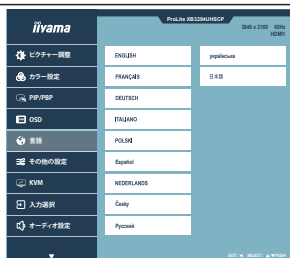 iiyama
ProLite XB3294UHSCP
3840 x 2160 60Hz
HDMI1
ピクチャー調整
カラー設定
PIP/PBP
OSD
言語
その他の設定
KVM
入力選択
オーディオ設定
ENGLISH
FRANÇAIS
DEUTSCH
ITALIANO
POLSKI
Español
NEDERLANDS
Česky
Русский
українська
日本語
EXIT : ◄ SELECT : ▲/▼/PUSH